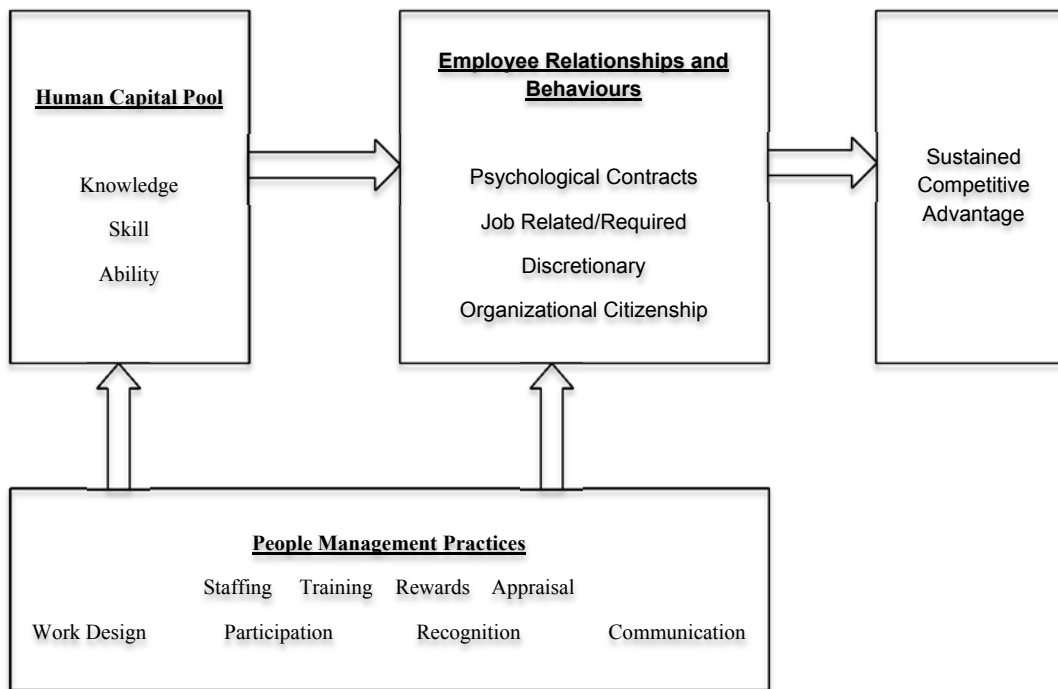 Human Capital Pool
Knowledge
Skill
Ability
Employee Relationships and
Behaviours
Psychological Contracts
Job Related/Required
Discretionary
Organizational Citizenship
Sustained
Competitive
Advantage
People Management Practices
Staffing Training Rewards Appraisal
Work Design Participation Recognition Communication